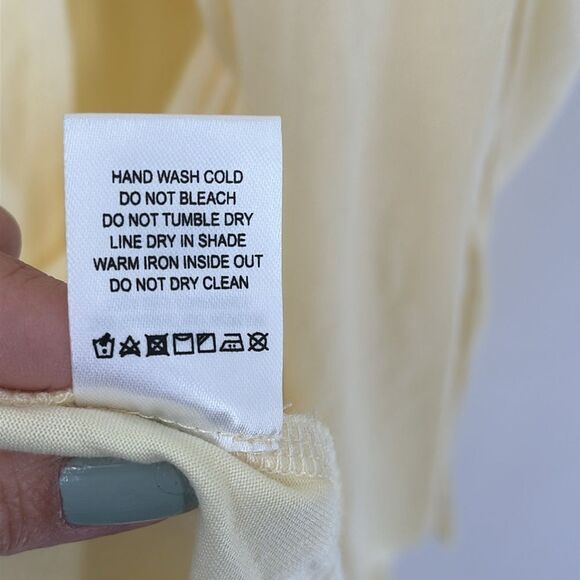 HAND WASH COLD
DO NOT BLEACH
DO NOT TUMBLE DRY
LINE DRY IN SHADE
WARM IRON INSIDE OUT
DO NOT DRY CLEAN